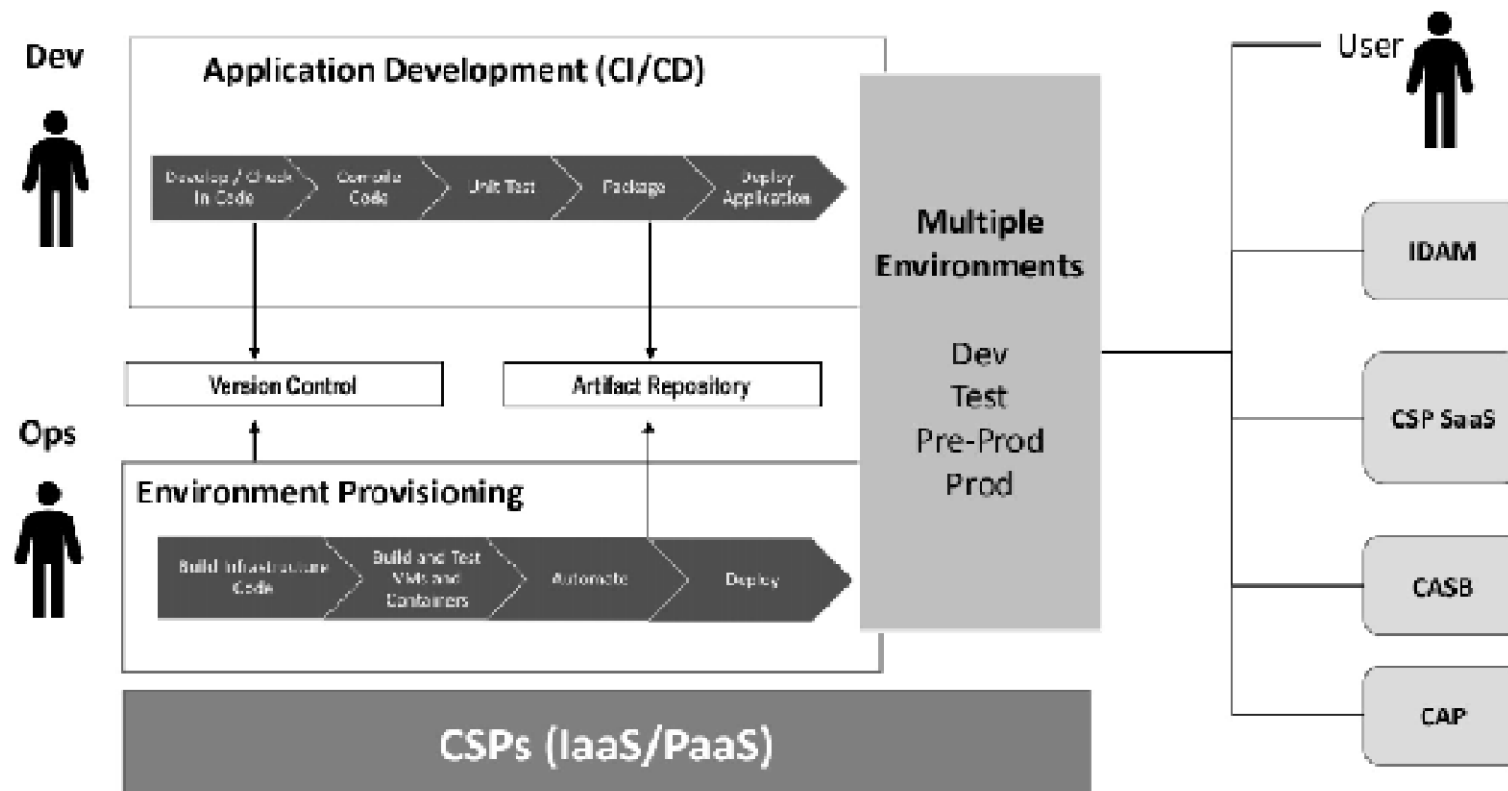 Dev
Application Development (CI/CD)
Develop / Check
In Code
Compile
Code
Unit Test
Package
Deploy
Application
Version Control
Artifact Repository
Ops
Environment Provisioning
Build Infrastructure
Code
Build and Test
VMs and
Containers
Automate
Deploy
CSPs (IaaS/PaaS)
Multiple
Environments
Dev
Test
Pre-Prod
Prod
User
IDAM
CSP SaaS
CASB
CAP